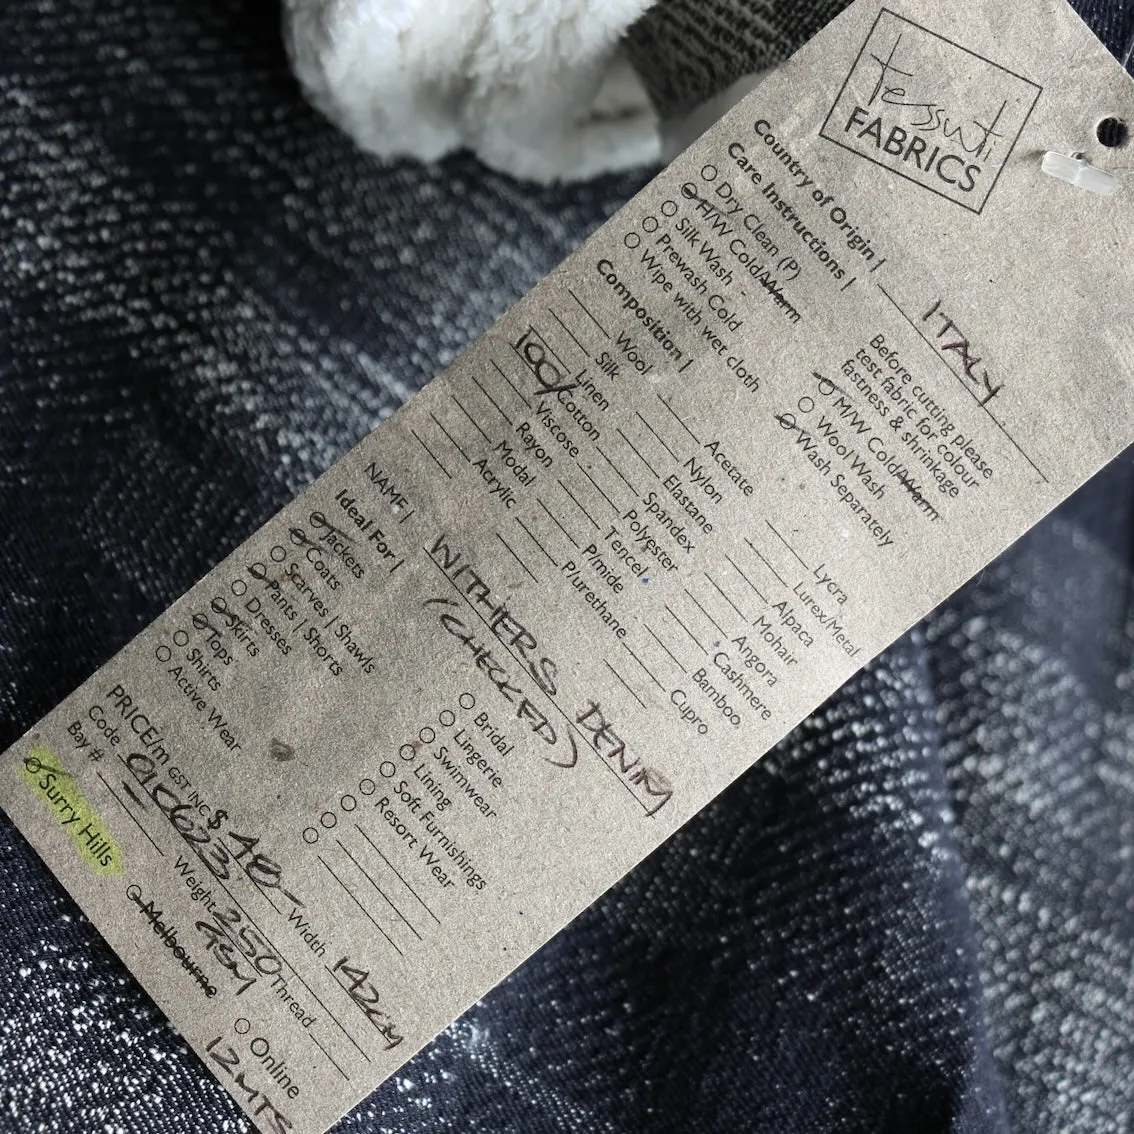 tessuti
FABRICS
Country of Origin | ITALY
Care Instructions |
Before cutting please
test fabric for colour
fastness & shrinkage
Dry Clean (P)
H/W Cold/Warm
Silk Wash
Prewash Cold
Wipe with wet cloth
M/W Cold/Warm
Wool Wash
Wash Separately
Composition |
Wool
Silk
Linen
100% Cotton
Viscose
Rayon
Modal
Acrylic
Acetate
Nylon
Elastane
Spandex
Polyester
Tencel
P/mide
P/urethane
Lycra
Lurex/Metal
Alpaca
Mohair
Angora
Cashmere
Bamboo
Cupro
NAME | WITHERS DENIM
(CHECKED)
Ideal For |
Jackets
Coats
Scarves | Shawls
Pants | Shorts
Dresses
Skirts
Tops
Shirts
Active Wear
Bridal
Lingerie
Swimwear
Lining
Soft Furnishings
Resort Wear
PRICE/m GST INC $ 48-
Width 142cm
Code
Weight 250
GSM
Thread
Bay #
Surry Hills
Melbourne
Online
12MTS